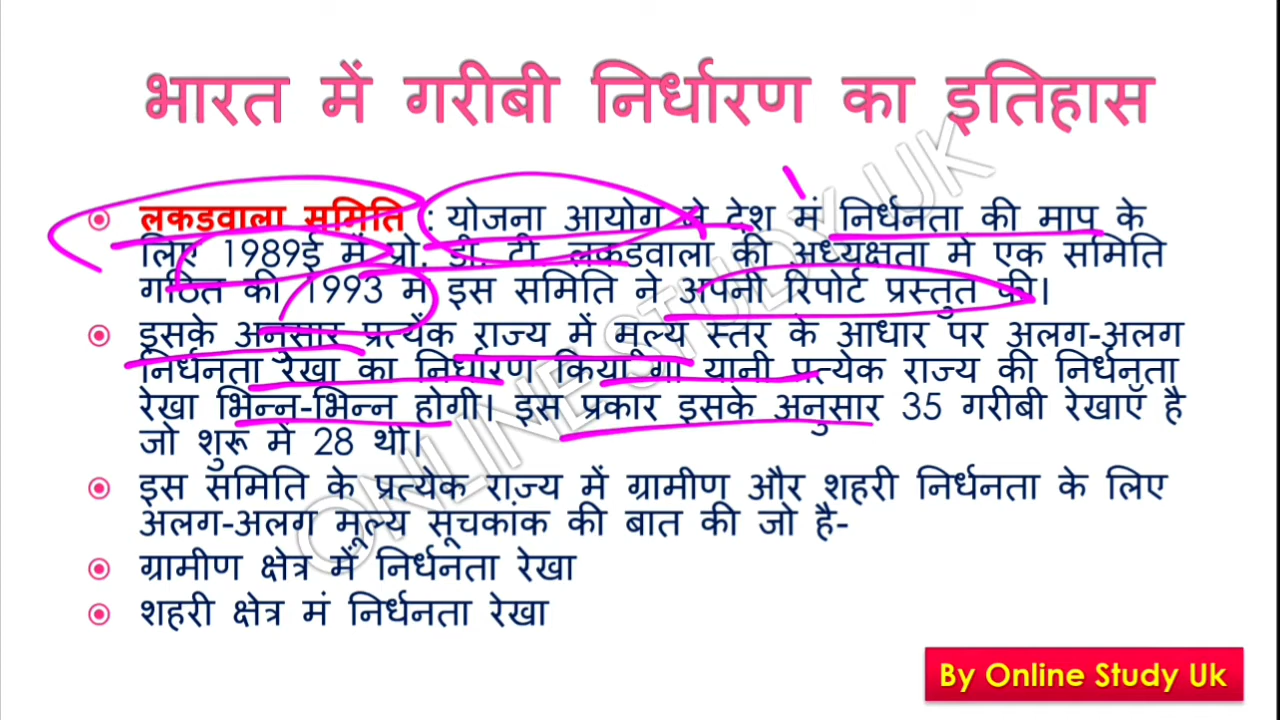 भारत में गरीबी निर्धारण का इतिहास
लकडवाला समिति : योजना आयोग ने देश मं निर्धनता की माप के
लिए 1989ई में प्रो. डी. टी. लकडवाला की अध्यक्षता मे एक समिति
गठित की 1993 में इस समिति ने अपनी रिपोर्ट प्रस्तुत की।
इसके अनुसार प्रत्येक राज्य में मूल्य स्तर के आधार पर अलग-अलग
निर्धनता रेखा का निर्धारण किया गा यानी प्रत्येक राज्य की निर्धनता
रेखा भिन्न-भिन्न होगी। इस प्रकार इसके अनुसार 35 गरीबी रेखाएॅ है
जो शुरू में 28 थी।
इस समिति के प्रत्येक राज्य में ग्रामीण और शहरी निर्धनता के लिए
अलग-अलग मूल्य सूचकांक की बात की जो है-
ग्रामीण क्षेत्र में निर्धनता रेखा
शहरी क्षेत्र मं निर्धनता रेखा
ONLINE STUDY UK
By Online Study Uk